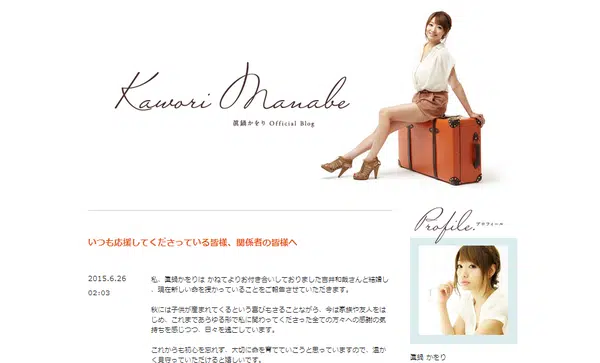 Kawori Manabe
眞鍋かをり Official Blog
Profile.
プロフィール
いつも応援してくださっている皆様、関係者の皆様へ
2015.6.26
02:03
私、眞鍋かをりは かねてよりお付き合いしておりました吉井和哉さんと結婚し
、現在新しい命を授かっていることをご報告させていただきます。
秋には子供が産まれてくるという喜びもさることながら、今は家族や友人をは
じめ、これまであらゆる形で私に関わってくださった全ての方々への感謝の気
持ちを感じつつ、日々を過ごしています。
これからも初心を忘れず、大切に命を育てていこうと思っていますので、温か
く見守っていただけると嬉しいです。
眞鍋 かをり